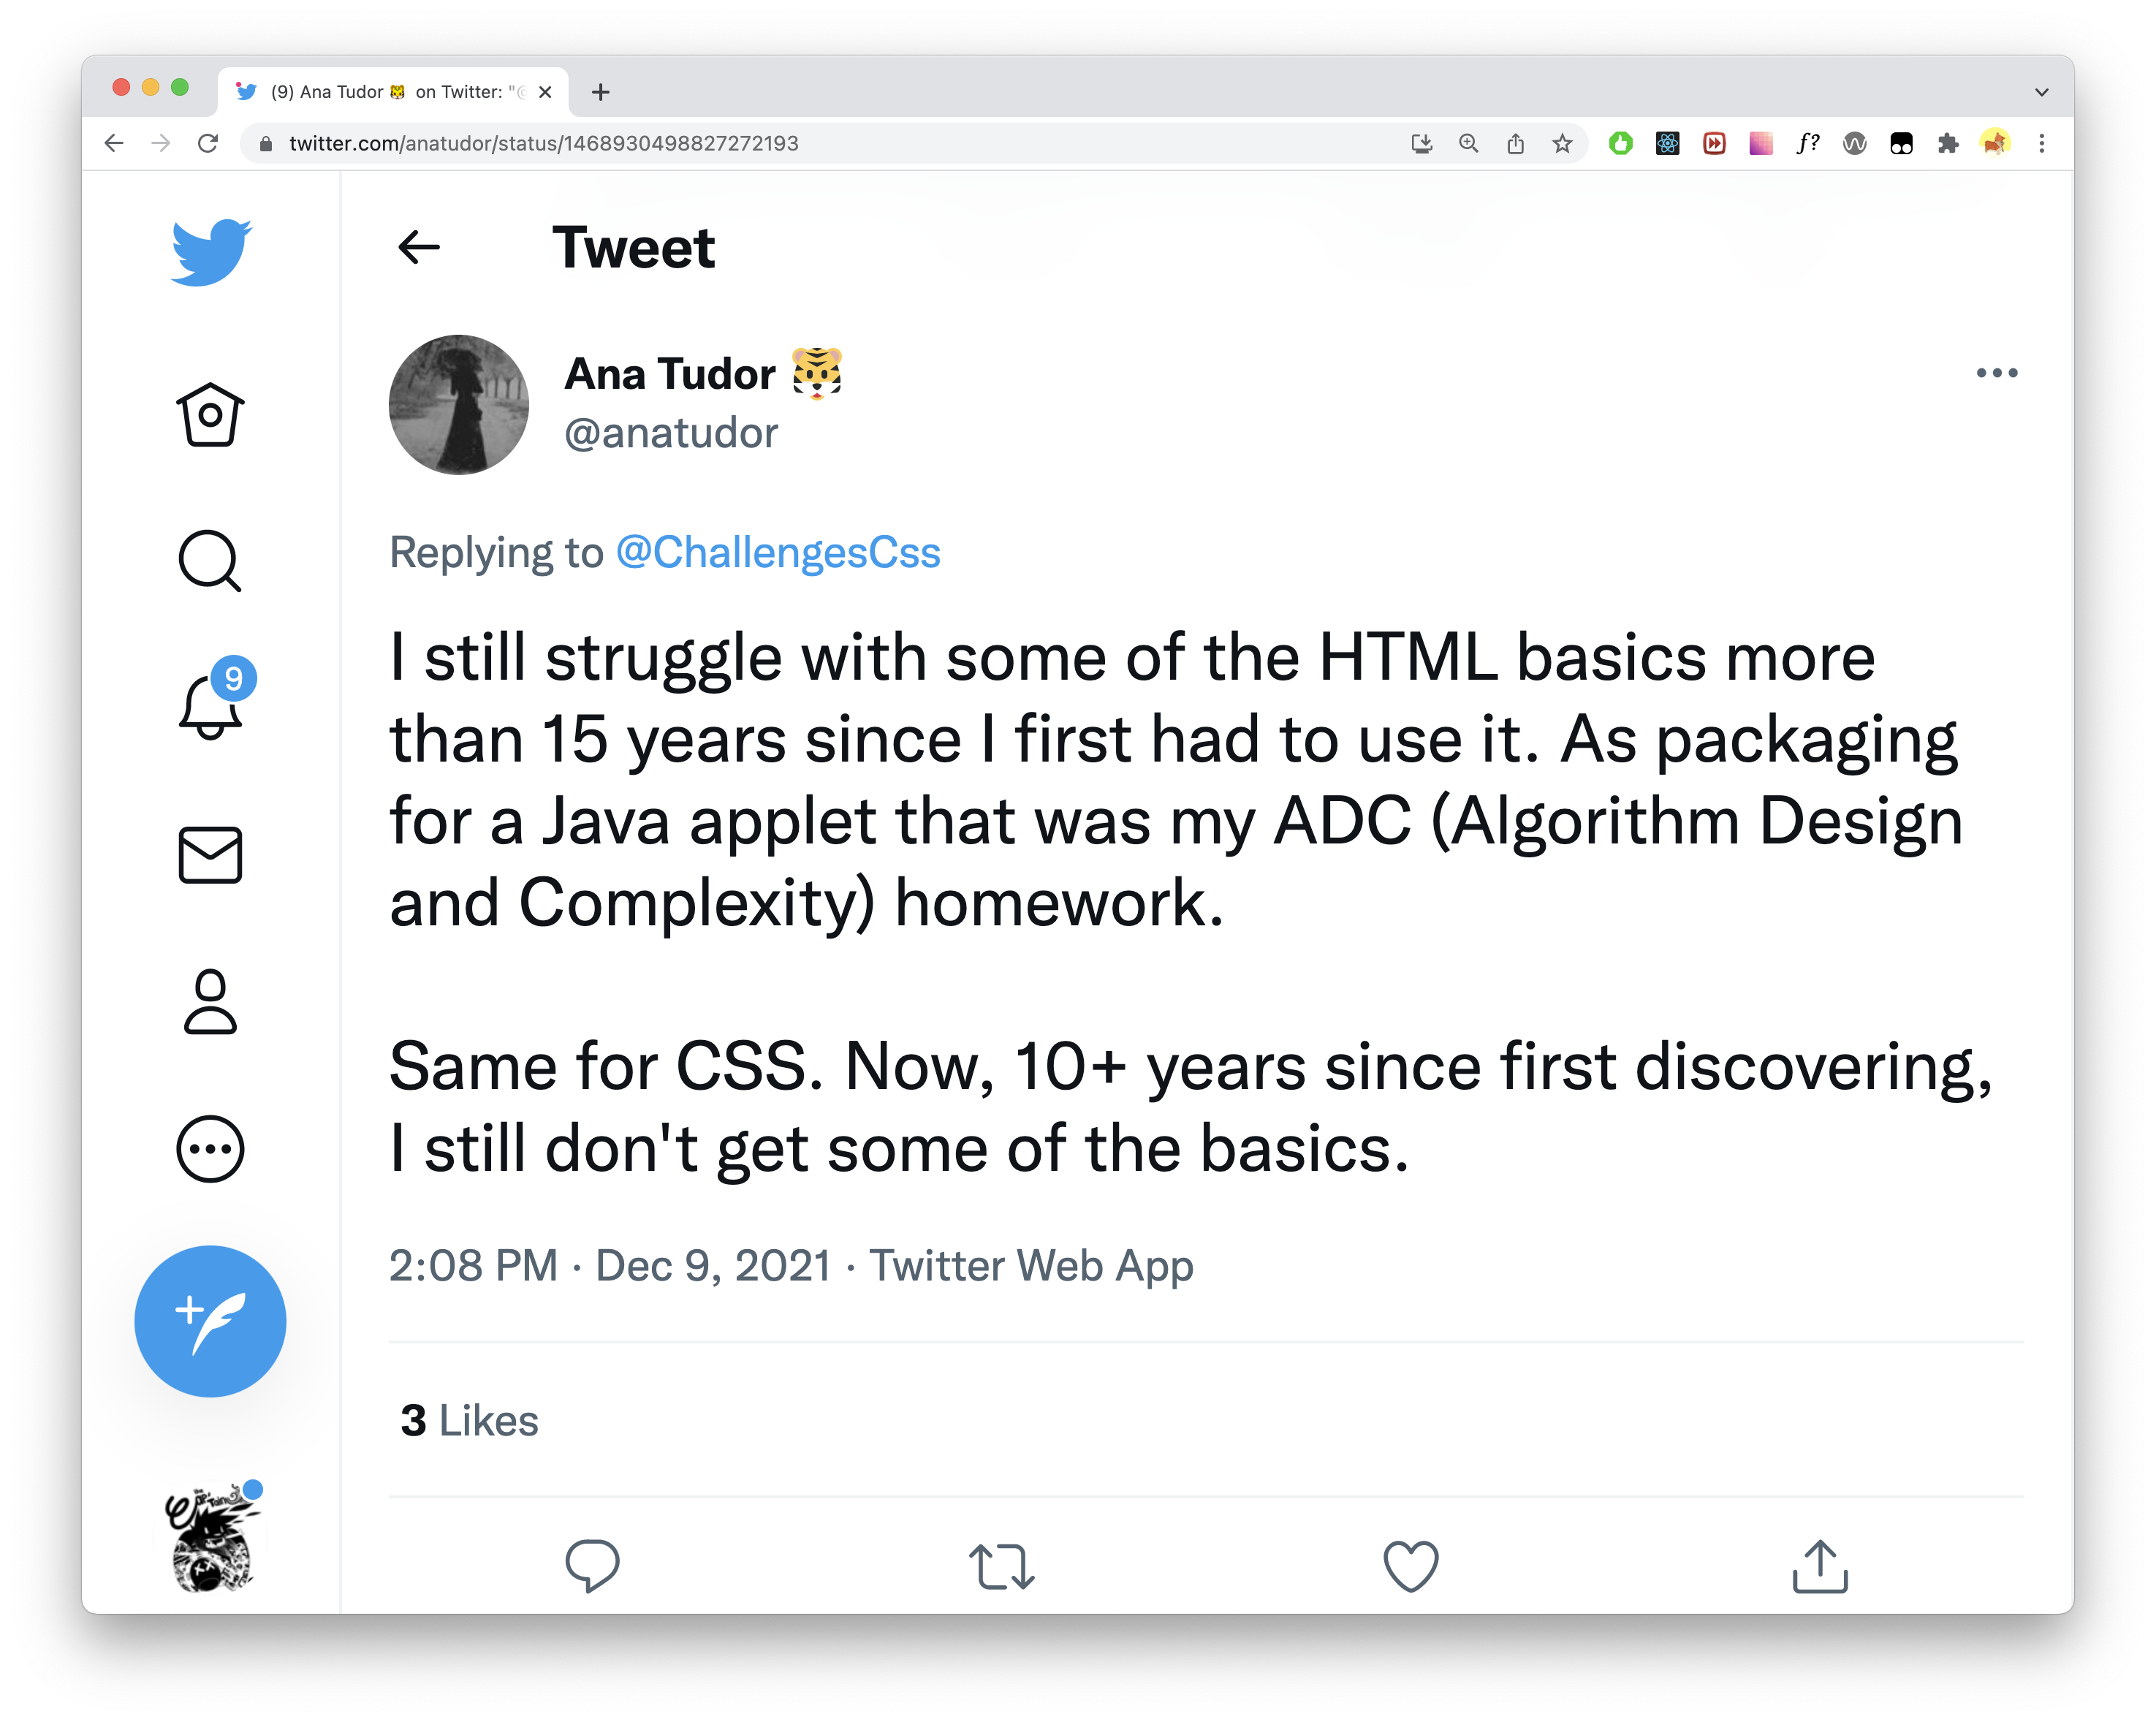 (9) Ana Tudor 🐯 on Twitter: "
twitter.com/anatudor/status/1468930498827272193
f?
Tweet
Ana Tudor 🐯
@anatudor
Replying to @ChallengesCss
I still struggle with some of the HTML basics more
than 15 years since I first had to use it. As packaging
for a Java applet that was my ADC (Algorithm Design
and Complexity) homework.
Same for CSS. Now, 10+ years since first discovering,
I still don't get some of the basics.
2:08 PM · Dec 9, 2021 · Twitter Web App
3 Likes
9